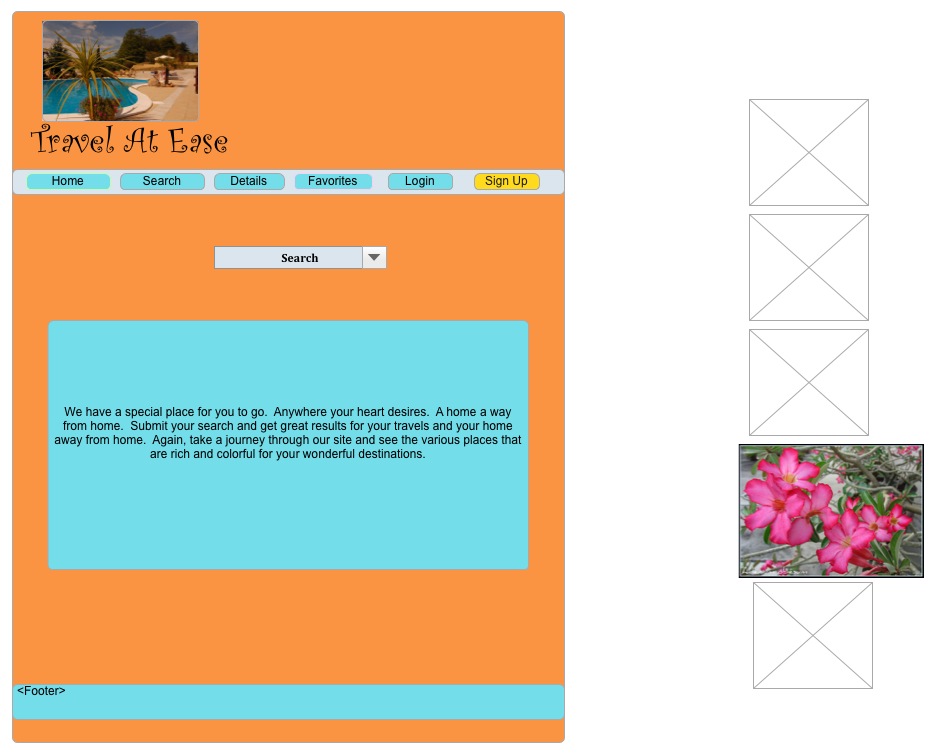 Travel At Ease
Home Search Details Favorites Login Sign Up
Search
We have a special place for you to go.  Anywhere your heart desires.  A home a way
from home.  Submit your search and get great results for your travels and your home
away from home.  Again, take a journey through our site and see the various places that
are rich and colorful for your wonderful destinations.
<Footer>